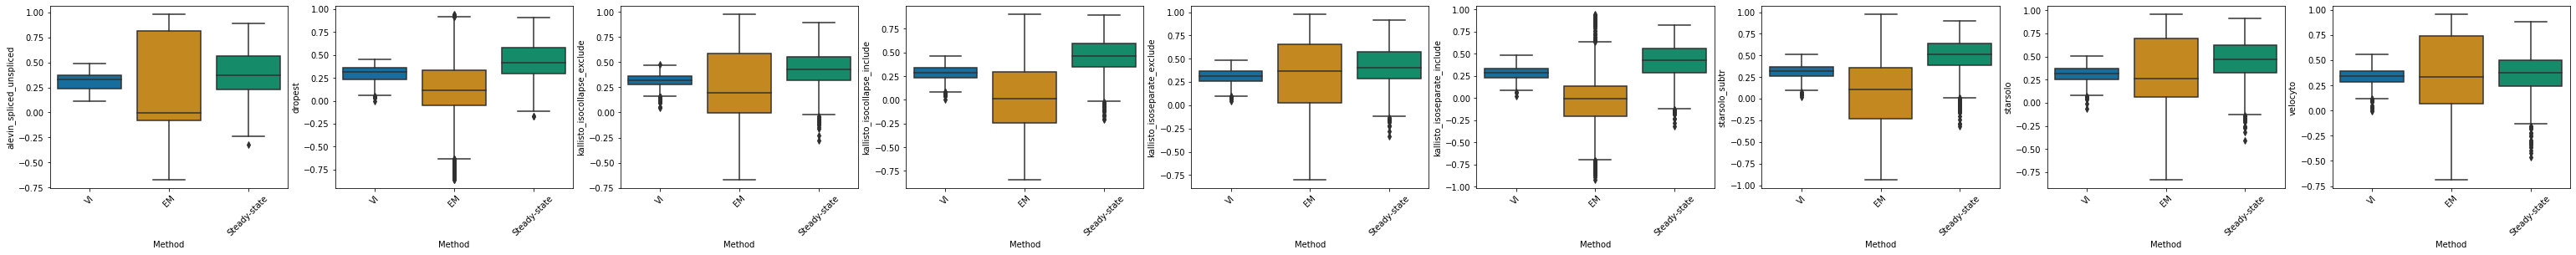 alevin_spliced_unspliced
1.00
0.75
0.50
0.25
0.00
−0.25
−0.50
−0.75
VI
EM
Steady-state
Method
dropest
1.00
0.75
0.50
0.25
0.00
−0.25
−0.50
−0.75
VI
EM
Steady-state
Method
kallisto_isocollapse_exclude
1.00
0.75
0.50
0.25
0.00
−0.25
−0.50
−0.75
VI
EM
Steady-state
Method
kallisto_isocollapse_include
0.75
0.50
0.25
0.00
−0.25
−0.50
−0.75
VI
EM
Steady-state
Method
kallisto_isoseparate_exclude
1.00
0.75
0.50
0.25
0.00
−0.25
−0.50
−0.75
VI
EM
Steady-state
Method
kallisto_isoseparate_include
1.00
0.75
0.50
0.25
0.00
−0.25
−0.50
−0.75
−1.00
VI
EM
Steady-state
Method
starsolo_subtr
1.00
0.75
0.50
0.25
0.00
−0.25
−0.50
−0.75
−1.00
VI
EM
Steady-state
Method
starsolo
1.00
0.75
0.50
0.25
0.00
−0.25
−0.50
−0.75
VI
EM
Steady-state
Method
velocyto
1.00
0.75
0.50
0.25
0.00
−0.25
−0.50
−0.75
VI
EM
Steady-state
Method